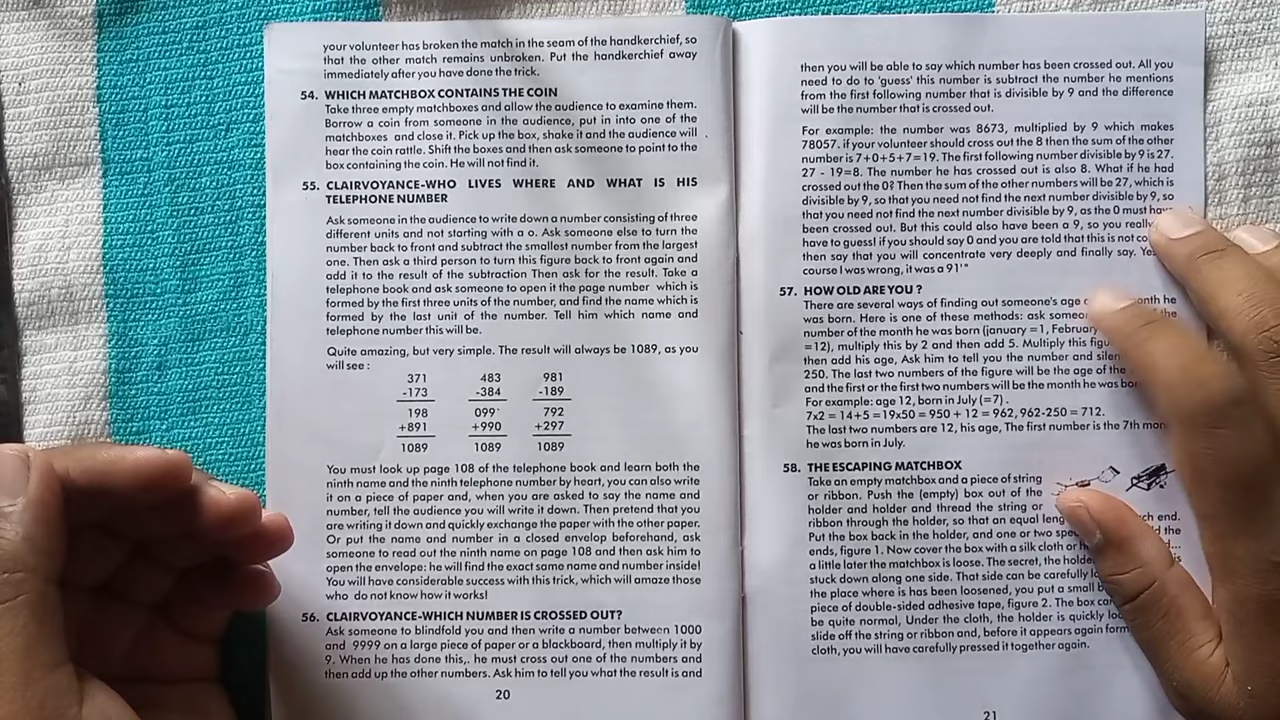 your volunteer has broken the match in the seam of the handkerchief, so
that the other match remains unbroken. Put the handkerchief away
immediately after you have done the trick.
54. WHICH MATCHBOX CONTAINS THE COIN
Take three empty matchboxes and allow the audience to examine them.
Borrow a coin from someone in the audience, put in into one of the
matchboxes and close it. Pick up the box, shake it and the audience will
hear the coin rattle. Shift the boxes and then ask someone to point to the
box containing the coin. He will not find it.
55. CLAIRVOYANCE-WHO LIVES WHERE AND WHAT IS HIS
TELEPHONE NUMBER
Ask someone in the audience to write down a number consisting of three
different units and not starting with a o. Ask someone else to turn the
number back to front and subtract the smallest number from the largest
one. Then ask a third person to turn this figure back to front again and
add it to the result of the subtraction Then ask for the result. Take a
telephone book and ask someone to open it the page number which is
formed by the first three units of the number, and find the name which is
formed by the last unit of the number. Tell him which name and
telephone number this will be.
Quite amazing, but very simple. The result will always be 1089, as you
will see :
371 483 981
-173 -384 -189
198 099 792
+891 +990 +297
1089 1089 1089
You must look up page 108 of the telephone book and learn both the
ninth name and the ninth telephone number by heart, you can also write
it on a piece of paper and, when you are asked to say the name and
number, tell the audience you will write it down. Then pretend that you
are writing it down and quickly exchange the paper with the other paper.
Or put the name and number in a closed envelop beforehand, ask
someone to read out the ninth name on page 108 and then ask him to
open the envelope: he will find the exact same name and number inside!
You will have considerable success with this trick, which will amaze those
who do not know how it works!
56. CLAIRVOYANCE-WHICH NUMBER IS CROSSED OUT?
Ask someone to blindfold you and then write a number between 1000
and 9999 on a large piece of paper or a blackboard, then multiply it by
9. When he has done this,. he must cross out one of the numbers and
then add up the other numbers. Ask him to tell you what the result is and
20
then you will be able to say which number has been crossed out. All you
need to do to 'guess' this number is subtract the number he mentions
from the first following number that is divisible by 9 and the difference
will be the number that is crossed out.
For example: the number was 8673, multiplied by 9 which makes
78057. if your volunteer should cross out the 8 then the sum of the other
number is 7+0+5+7=19. The first following number divisible by 9 is 27.
27 - 19=8. The number he has crossed out is also 8. What if he had
crossed out the 0? Then the sum of the other numbers will be 27, which is
divisible by 9, so that you need not find the next number divisible by 9, so
that you need not find the next number divisible by 9, as the 0 must
been crossed out. But this could also have been a 9, so you really
have to guess! if you should say 0 and you are told that this is not
then say that you will concentrate very deeply and finally say.
course I was wrong, it was a 91'"
57. HOW OLD ARE YOU ?
There are several ways of finding out someone's age he
was born. Here is one of these methods: ask the
number of the month he was born (january =1, February
=12), multiply this by 2 and then add 5. Multiply this
then add his age, Ask him to tell you the number and
250. The last two numbers of the figure will be the age of the
and the first or the first two numbers will be the month he was
For example: age 12, born in July (=7) .
7x2 = 14+5 =19x50 = 950 + 12 = 962, 962-250 = 712.
The last two numbers are 12, his age, The first number is the 7th
he was born in July.
58. THE ESCAPING MATCHBOX
Take an empty matchbox and a piece of string
or ribbon. Push the (empty) box out of the
holder and holder and thread the string or
ribbon through the holder, so that an equal end.
Put the box back in the holder, and one or two the
ends, figure 1. Now cover the box with a silk cloth or
a little later the matchbox is loose. The secret, the
stuck down along one side. That side can be carefully
the place where is has been loosened, you put a small
piece of double-sided adhesive tape, figure 2. The box
be quite normal, Under the cloth, the holder is quickly
slide off the string or ribbon and, before it appears again
cloth, you will have carefully pressed it together again.
21